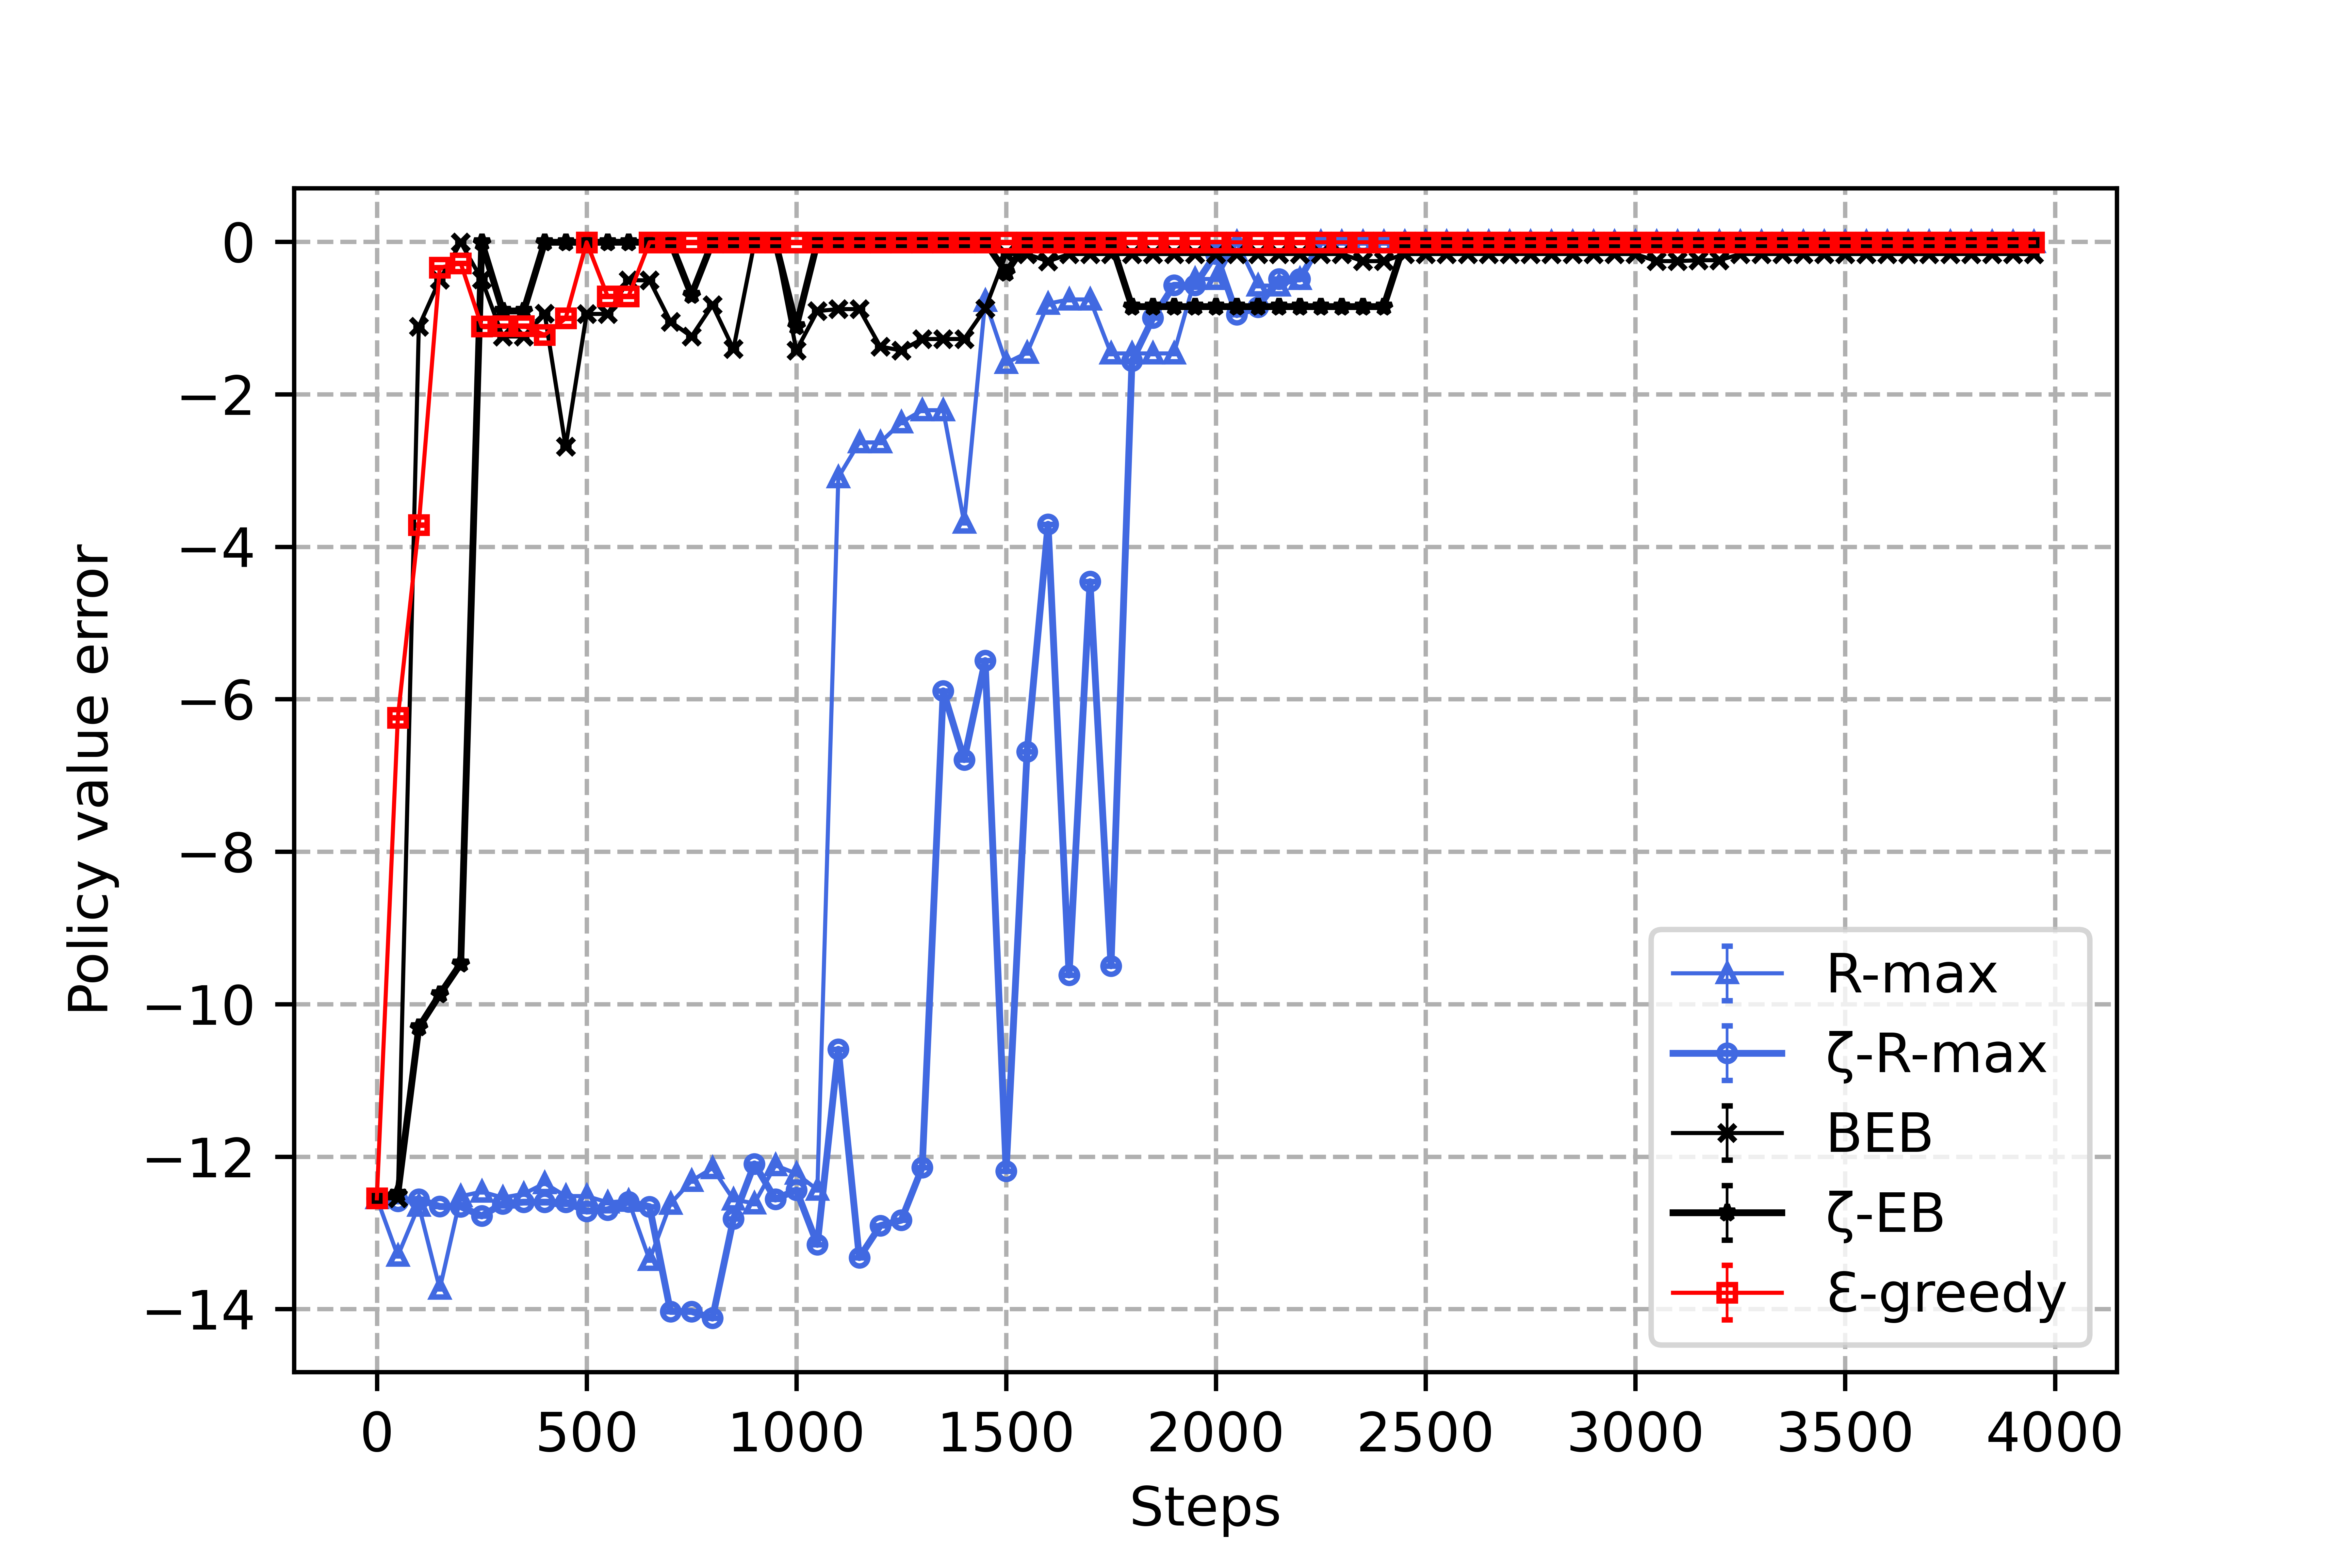 0
−2
−4
−6
−8
−10
−12
−14
Policy value error
0 500 1000 1500 2000 2500 3000 3500 4000
Steps
R-max
ζ-R-max
BEB
ζ-EB
Ɛ-greedy